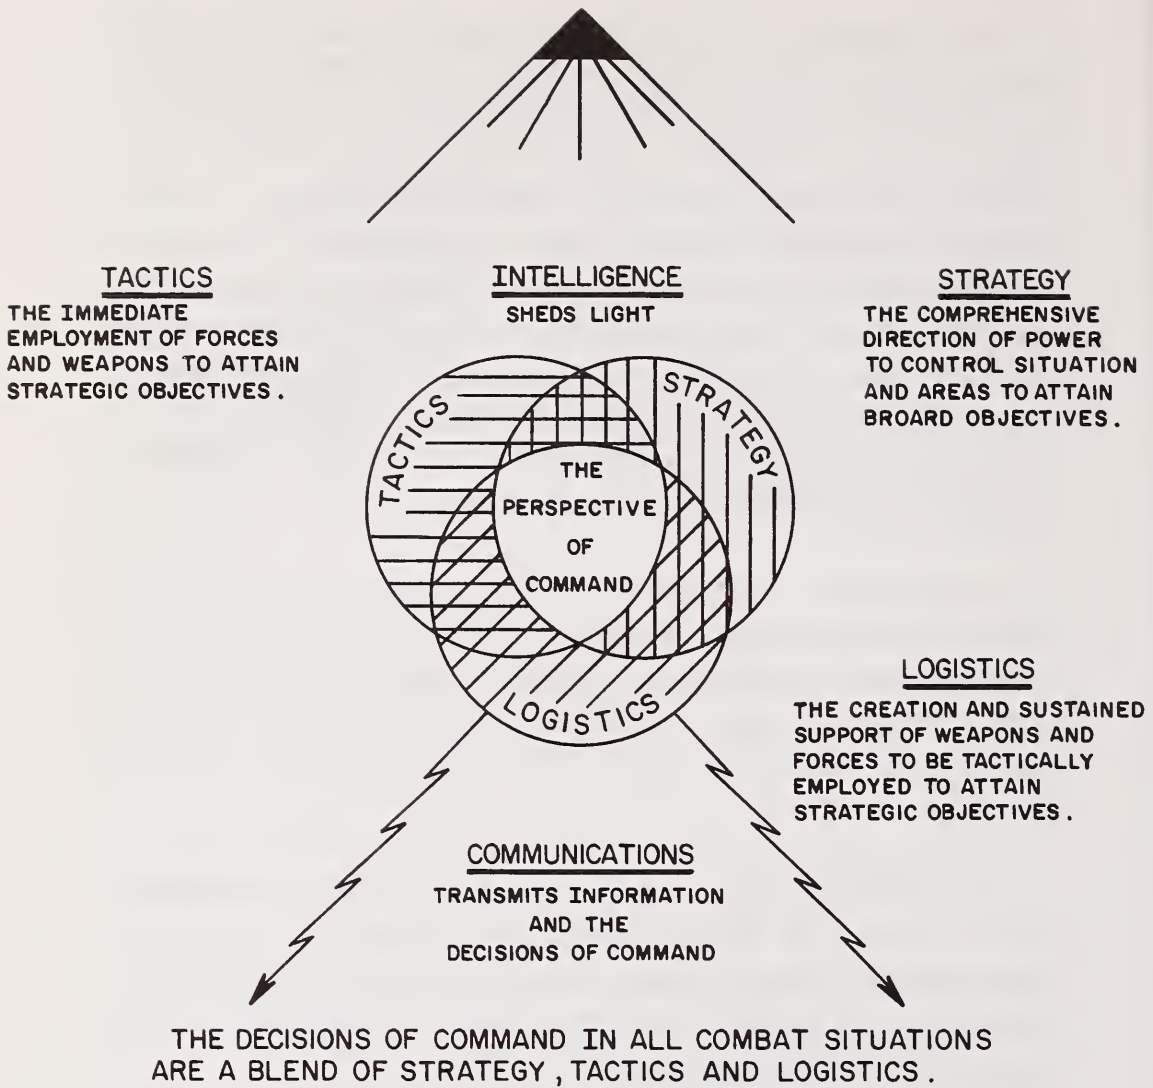 TACTICS
THE IMMEDIATE
EMPLOYMENT OF FORCES
AND WEAPONS TO ATTAIN
STRATEGIC OBJECTIVES.
INTELLIGENCE
SHEDS LIGHT
STRATEGY
THE COMPREHENSIVE
DIRECTION OF POWER
TO CONTROL SITUATION
AND AREAS TO ATTAIN
BROARD OBJECTIVES.
TACTICS
STRATEGY
THE
PERSPECTIVE
OF
COMMAND
LOGISTICS
LOGISTICS
THE CREATION AND SUSTAINED
SUPPORT OF WEAPONS AND
FORCES TO BE TACTICALLY
EMPLOYED TO ATTAIN
STRATEGIC OBJECTIVES.
COMMUNICATIONS
TRANSMITS INFORMATION
AND THE
DECISIONS OF COMMAND
THE DECISIONS OF COMMAND IN ALL COMBAT SITUATIONS
ARE A BLEND OF STRATEGY, TACTICS AND LOGISTICS.